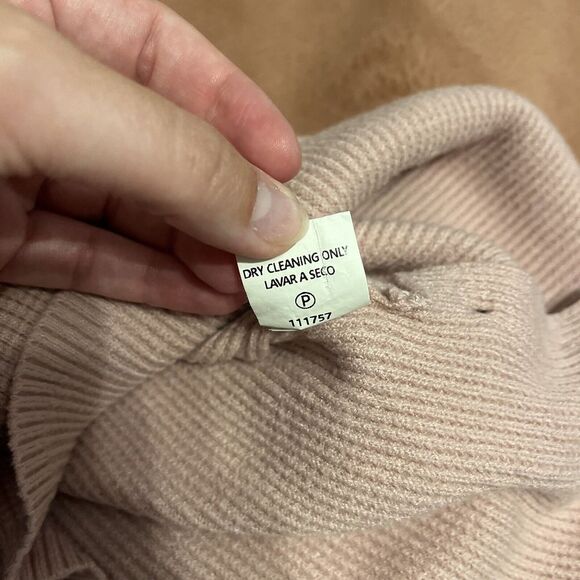 DRY CLEANING ONLY
LAVAR A SECO
P
111757